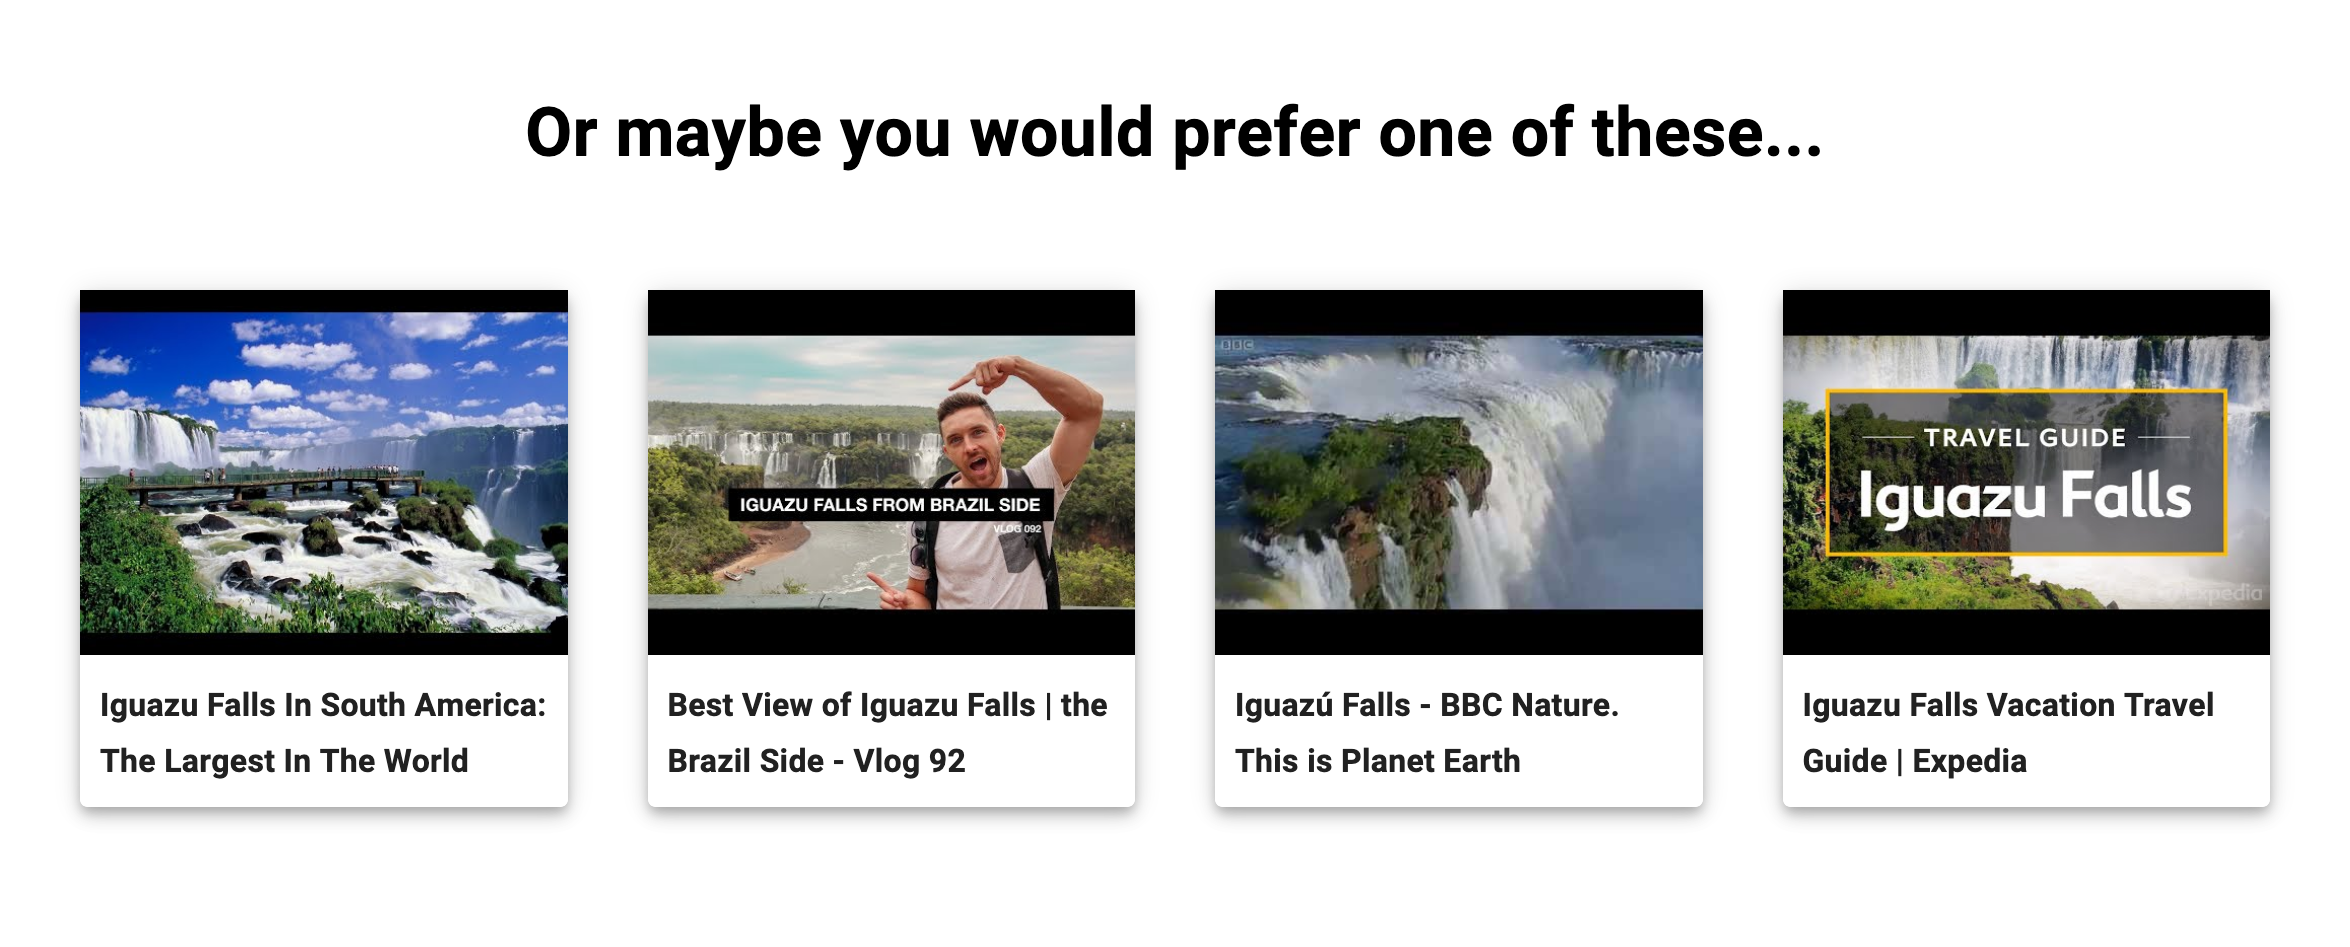 Or maybe you would prefer one of these...
BBC
IGUAZU FALLS FROM BRAZIL SIDE
VLOG 092
TRAVEL GUIDE
Iguazu Falls
Expedia
Iguazu Falls In South America:
The Largest In The World
Best View of Iguazu Falls | the
Brazil Side - Vlog 92
Iguazú Falls - BBC Nature.
This is Planet Earth
Iguazu Falls Vacation Travel
Guide | Expedia